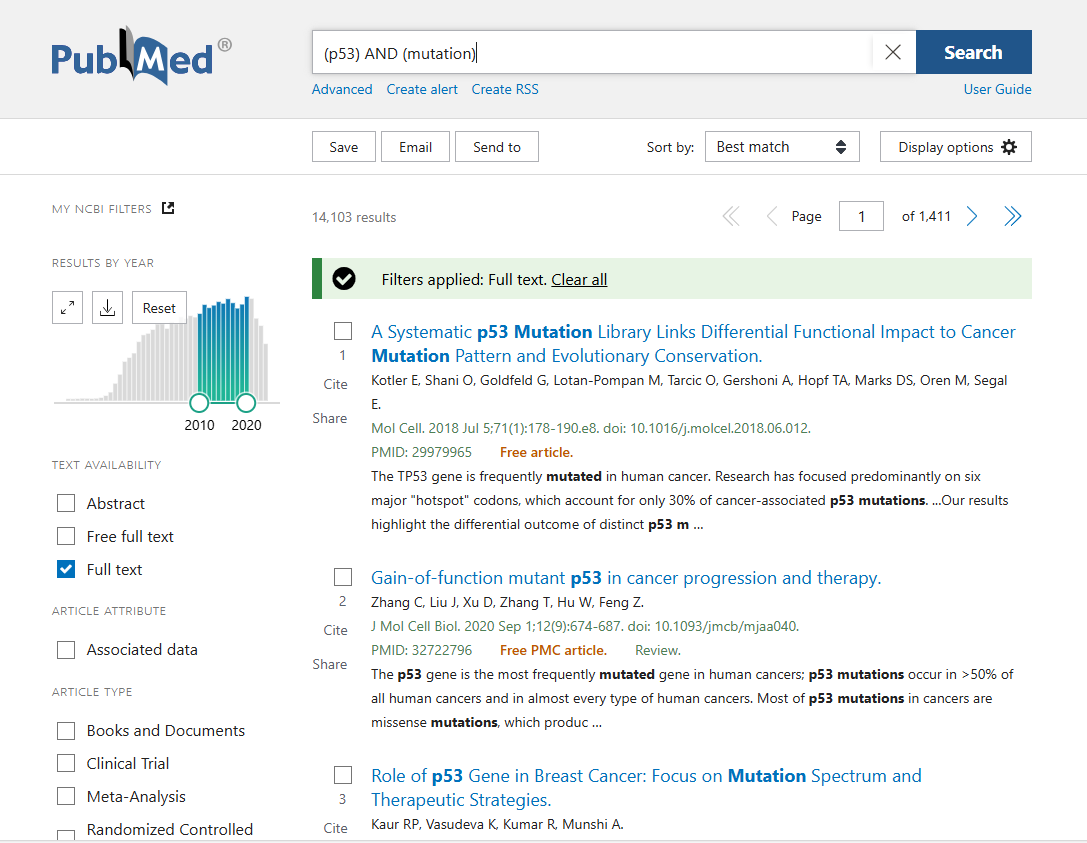 PubMed®
(p53) AND (mutation)
Search
Advanced Create alert Create RSS
User Guide
Save Email Send to
Sort by: Best match
Display options
MY NCBI FILTERS
14,103 results
Page 1 of 1,411
RESULTS BY YEAR
Reset
2010 2020
Filters applied: Full text. Clear all
TEXT AVAILABILITY
Abstract
Free full text
Full text
ARTICLE ATTRIBUTE
Associated data
ARTICLE TYPE
Books and Documents
Clinical Trial
Meta-Analysis
Randomized Controlled
A Systematic p53 Mutation Library Links Differential Functional Impact to Cancer
1
Mutation Pattern and Evolutionary Conservation.
Cite
Share
Kotler E, Shani O, Goldfeld G, Lotan-Pompan M, Tarcic O, Gershoni A, Hopf TA, Marks DS, Oren M, Segal
E.
Mol Cell. 2018 Jul 5;71(1):178-190.e8. doi: 10.1016/j.molcel.2018.06.012.
PMID: 29979965 Free article.
The TP53 gene is frequently mutated in human cancer. Research has focused predominantly on six
major "hotspot" codons, which account for only 30% of cancer-associated p53 mutations. ...Our results
highlight the differential outcome of distinct p53 m ...
Gain-of-function mutant p53 in cancer progression and therapy.
2
Cite
Share
Zhang C, Liu J, Xu D, Zhang T, Hu W, Feng Z.
J Mol Cell Biol. 2020 Sep 1;12(9):674-687. doi: 10.1093/jmcb/mjaa040.
PMID: 32722796 Free PMC article. Review.
The p53 gene is the most frequently mutated gene in human cancers; p53 mutations occur in >50% of
all human cancers and in almost every type of human cancers. Most of p53 mutations in cancers are
missense mutations, which produc ...
Role of p53 Gene in Breast Cancer: Focus on Mutation Spectrum and
3
Therapeutic Strategies.
Cite
Kaur RP, Vasudeva K, Kumar R, Munshi A.